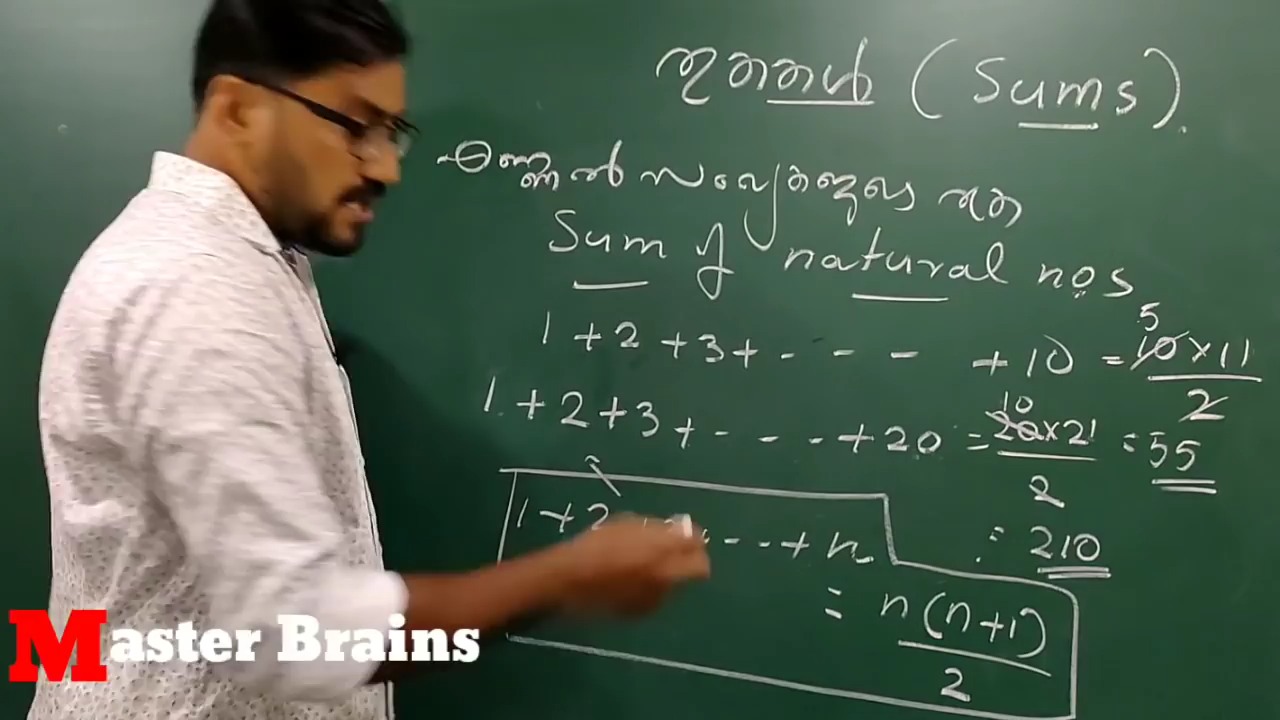 തുകകൾ (Sums).
എണ്ണൽ സംഖ്യകളുടെ തുക
Sum of natural nos
1 + 2 + 3 + - - - + 10 = 10 x 11 / 2 5
= 55
1 + 2 + 3 + - - - + 20 = 20 x 21 / 2 10
= 210
1 + 2 + - - + n
= n(n+1) / 2
Master Brains